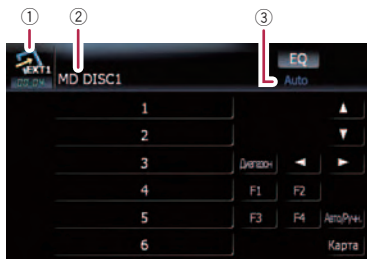 ① ② ③
EXT1 MD DISC1 EQ
Auto
1
2
3 Диапазон
4 F1 F2
5 F3 F4 Авто/Ручн.
6 Карта